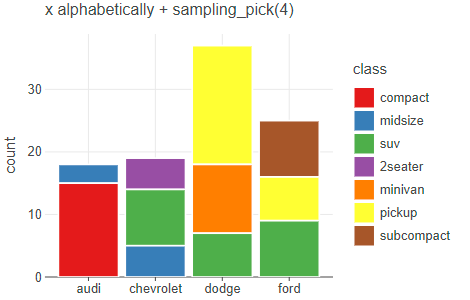 x alphabetically + sampling_pick(4)
count
30
20
10
0
audi
chevrolet
dodge
ford
class
compact
midsize
suv
2seater
minivan
pickup
subcompact